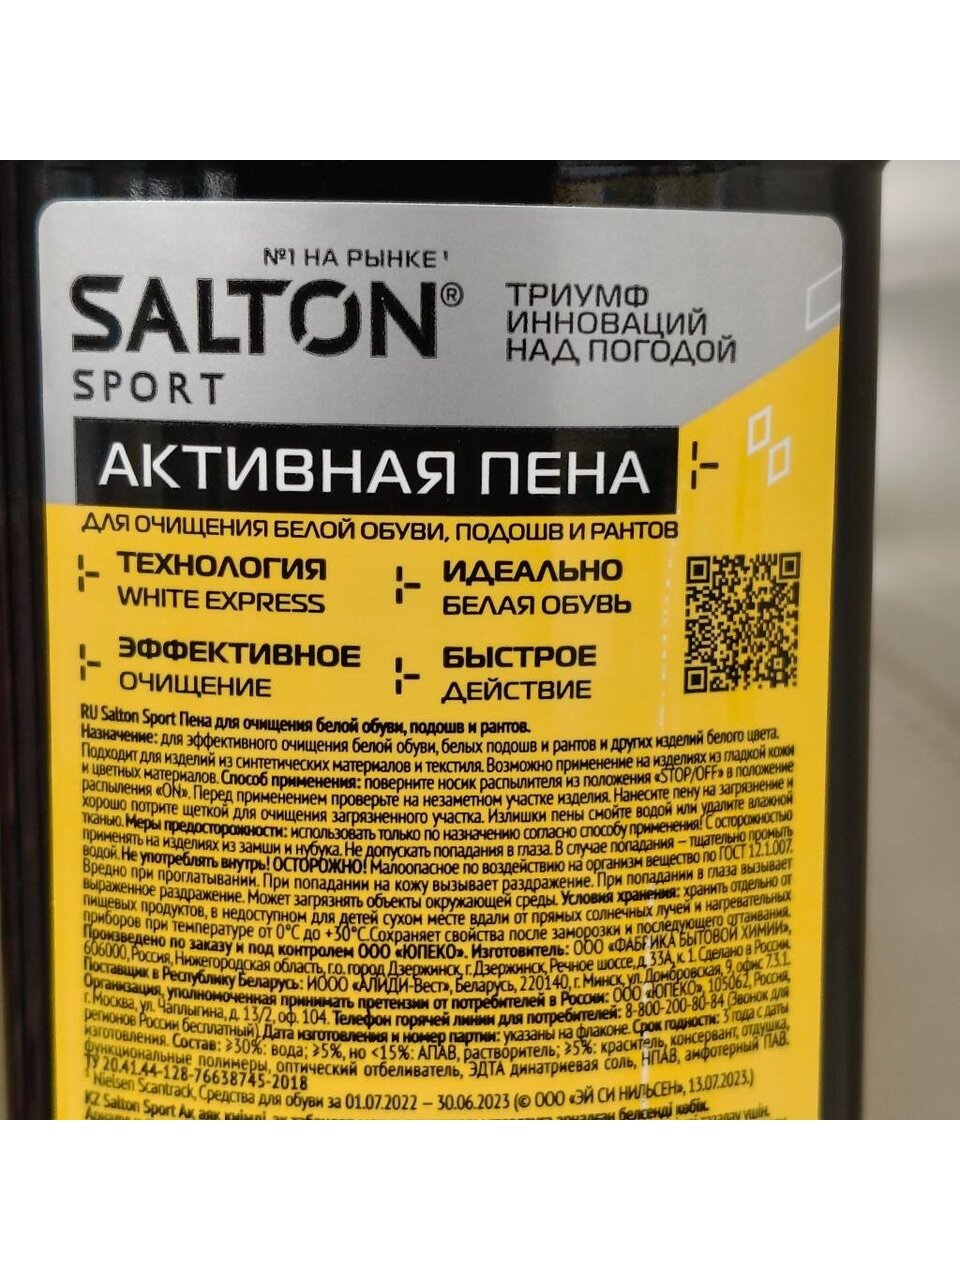 №1 НА РЫНКЕ¹
SALTON®
SPORT
ТРИУМФ
ИННОВАЦИЙ
НАД ПОГОДОЙ
АКТИВНАЯ ПЕНА
ДЛЯ ОЧИЩЕНИЯ БЕЛОЙ ОБУВИ, ПОДОШВ И РАНТОВ
ТЕХНОЛОГИЯ
WHITE EXPRESS
ИДЕАЛЬНО
БЕЛАЯ ОБУВЬ
ЭФФЕКТИВНОЕ
ОЧИЩЕНИЕ
БЫСТРОЕ
ДЕЙСТВИЕ
RU Salton Sport Пена для очищения белой обуви, подошв и рантов.
Назначение: для эффективного очищения белой обуви, белых подошв и рантов и других изделий белого цвета.
Подходит для изделий из синтетических материалов и текстиля. Возможно применение на изделиях из гладкой кожи
и цветных материалов. Способ применения: поверните носик распылителя из положения «STOP/OFF» в положение
распыления «ON». Перед применением проверьте на незаметном участке изделия. Нанесите пену на загрязнение и
хорошо потрите щеткой для очищения загрязненного участка. Излишки пены смойте водой или удалите влажной
тканью. Меры предосторожности: использовать только по назначению согласно способу применения! С осторожностью
применять на изделиях из замши и нубука. Не допускать попадания в глаза. В случае попадания – тщательно промыть
водой. Не употреблять внутрь! ОСТОРОЖНО! Малоопасное по воздействию на организм вещество по ГОСТ 12.1.007.
Вредно при проглатывании. При попадании на кожу вызывает раздражение. При попадании в глаза вызывает
выраженное раздражение. Может загрязнять объекты окружающей среды. Условия хранения: хранить отдельно от
пищевых продуктов, в недоступном для детей сухом месте вдали от прямых солнечных лучей и нагревательных
приборов при температуре от 0°C до +30°C. Сохраняет свойства после заморозки и последующего оттаивания.
Произведено по заказу и под контролем ООО «ЮПЕКО». Изготовитель: ООО «ФАБРИКА БЫТОВОЙ ХИМИИ»,
606000, Россия, Нижегородская область, г.о. город Дзержинск, г.Дзержинск, Речное шоссе, д.33А, к. 1. Сделано в России.
Поставщик в Республику Беларусь: ИООО «АЛИДИ-Вест», Беларусь, 220140, г. Минск, ул. Домбровская, 9, офис 7.3.1.
Организация, уполномоченная принимать претензии от потребителей в России: ООО «ЮПЕКО», 105062, Россия,
г. Москва, ул. Чаплыгина, д. 13/2, оф. 104. Телефон горячей линии для потребителей: 8-800-200-80-84 (Звонок для
регионов России бесплатный). Дата изготовления и номер партии: указаны на флаконе. Срок годности: 3 года с даты
изготовления. Состав: ≥30%: вода; ≥5%, но <15%: АПАВ, растворитель; ≥5%: краситель, консервант, отдушка,
функциональные полимеры, оптический отбеливатель, ЭДТА динатриевая соль, НПАВ, амфотерный ПАВ.
ТУ 20.41.44-128-76638745-2018
¹ Nielsen Scantrack, Средства для обуви за 01.07.2022 — 30.06.2023 (© ООО «ЭЙ СИ НИЛЬСЕН», 13.07.2023.)
KZ Salton Sport Ақ аяқ киімді,